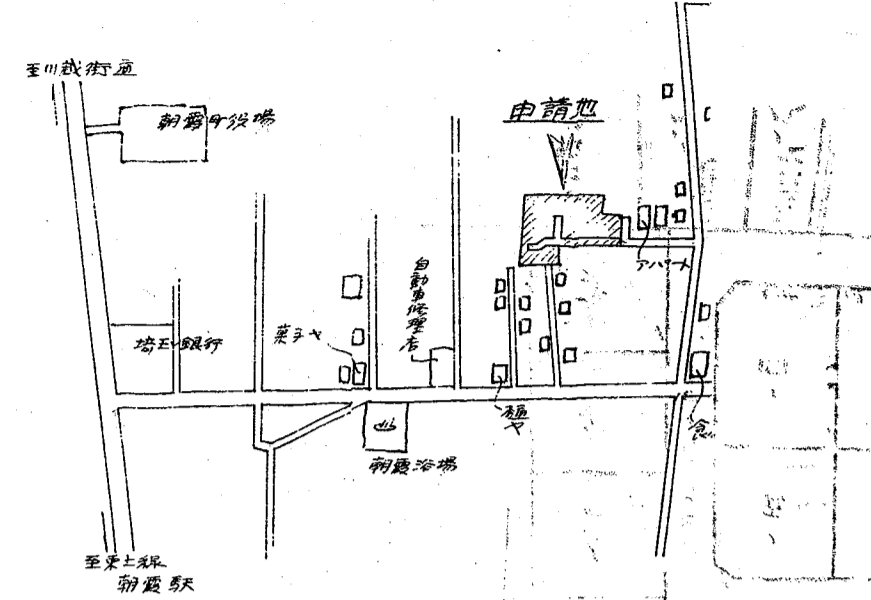 至川越街道
朝霞町役場
申請地
アパート
自動車修理店
菓子ヤ
埼玉銀行
桶ヤ
食
朝霞浴場
至東上線
朝霞駅